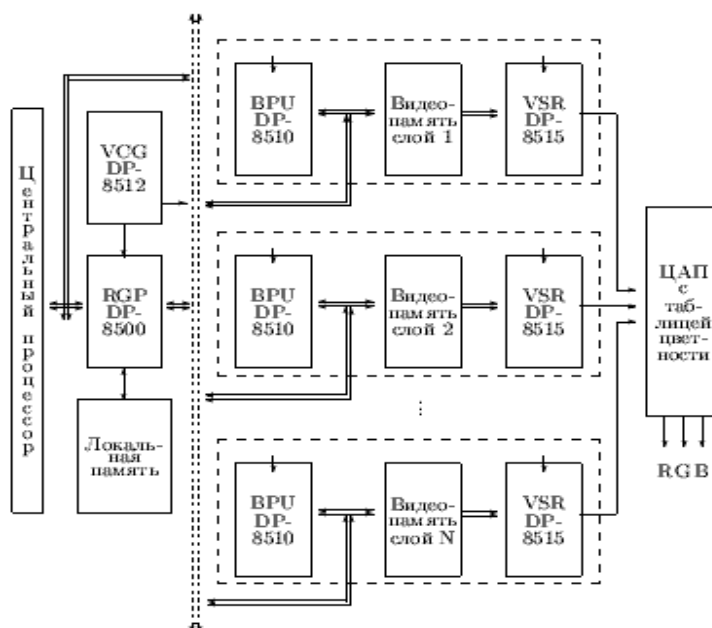 Центральный процессор
VCG
DP-
8512
RGP
DP-
8500
Локаль-
ная
память
BPU
DP-
8510
Видео-
память
слой 1
VSR
DP-
8515
BPU
DP-
8510
Видео-
память
слой 2
VSR
DP-
8515
⋮
BPU
DP-
8510
Видео-
память
слой N
VSR
DP-
8515
ЦАП
с
таб-
лицей
цвет-
ности
RGB